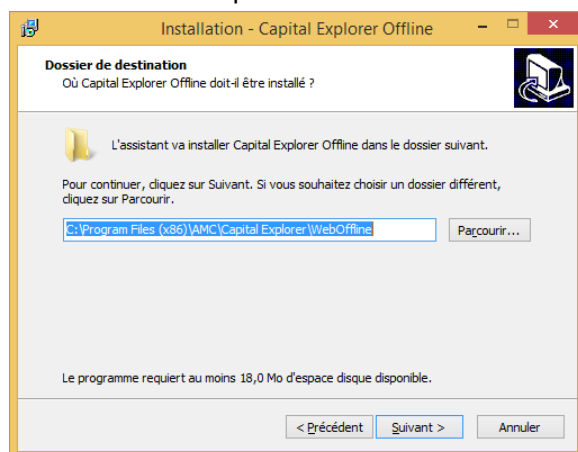 Installation - Capital Explorer Offline
Dossier de destination
Où Capital Explorer Offline doit-il être installé ?
L'assistant va installer Capital Explorer Offline dans le dossier suivant.
Pour continuer, cliquez sur Suivant. Si vous souhaitez choisir un dossier différent,
cliquez sur Parcourir.
C:\Program Files (x86)\AMC\Capital Explorer\WebOffline
Parcourir...
Le programme requiert au moins 18,0 Mo d'espace disque disponible.
< Précédent
Suivant >
Annuler